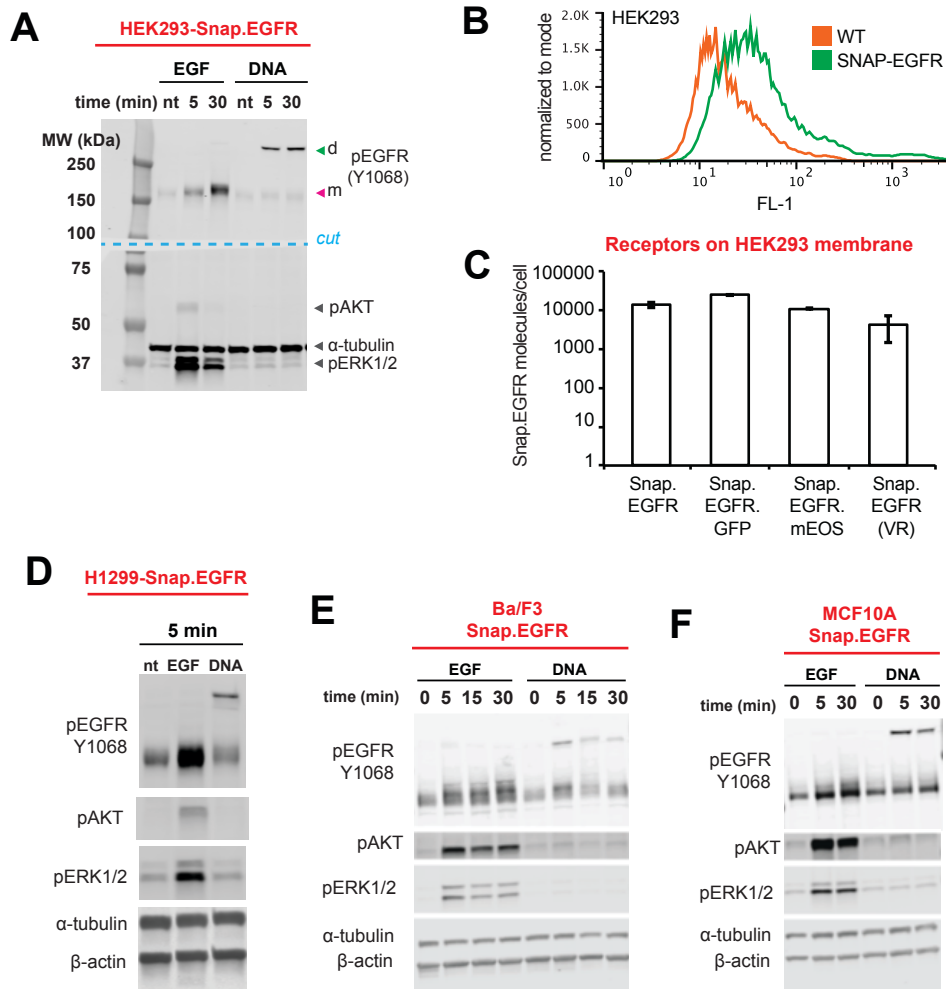 A
HEK293-Snap.EGFR
EGF DNA
time (min) nt 5 30 nt 5 30
MW (kDa)
250
150
100
75
50
37
d
pEGFR
(Y1068)
m
cut
pAKT
α-tubulin
pERK1/2
B
HEK293
WT
SNAP-EGFR
normalized to mode
2.0K
1.5K
1.0K
500
0
10^0 10^1 10^2 10^3
FL-1
C
Receptors on HEK293 membrane
Snap.EGFR molecules/cell
100000
10000
1000
100
10
1
Snap. EGFR
Snap. EGFR. GFP
Snap. EGFR. mEOS
Snap. EGFR (VR)
D
H1299-Snap.EGFR
5 min
nt EGF DNA
pEGFR
Y1068
pAKT
pERK1/2
α-tubulin
β-actin
E
Ba/F3
Snap.EGFR
EGF DNA
time (min) 0 5 15 30 0 5 15 30
pEGFR
Y1068
pAKT
pERK1/2
α-tubulin
β-actin
F
MCF10A
Snap.EGFR
EGF DNA
time (min) 0 5 30 0 5 30
pEGFR
Y1068
pAKT
pERK1/2
α-tubulin
β-actin